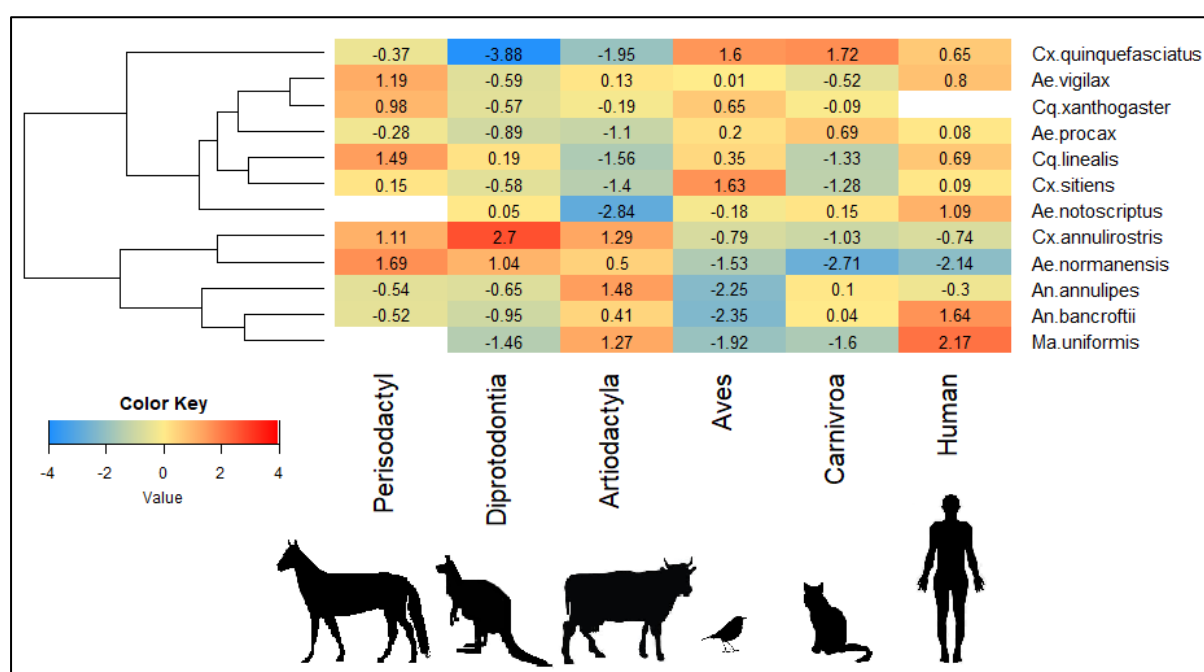 -0.37 -3.88 -1.95 1.6 1.72 0.65 Cx.quinquefasciatus
1.19 -0.59 0.13 0.01 -0.52 0.8 Ae.vigilax
0.98 -0.57 -0.19 0.65 -0.09 Cq.xanthogaster
-0.28 -0.89 -1.1 0.2 0.69 0.08 Ae.procax
1.49 0.19 -1.56 0.35 -1.33 0.69 Cq.linealis
0.15 -0.58 -1.4 1.63 -1.28 0.09 Cx.sitiens
0.05 -2.84 -0.18 0.15 1.09 Ae.notoscriptus
1.11 2.7 1.29 -0.79 -1.03 -0.74 Cx.annulirostris
1.69 1.04 0.5 -1.53 -2.71 -2.14 Ae.normanensis
-0.54 -0.65 1.48 -2.25 0.1 -0.3 An.annulipes
-0.52 -0.95 0.41 -2.35 0.04 1.64 An.bancroftii
-1.46 1.27 -1.92 -1.6 2.17 Ma.uniformis
Perisodactyl Diprotodontia Artiodactyla Aves Carnivroa Human
Color Key
-4 -2 0 2 4
Value